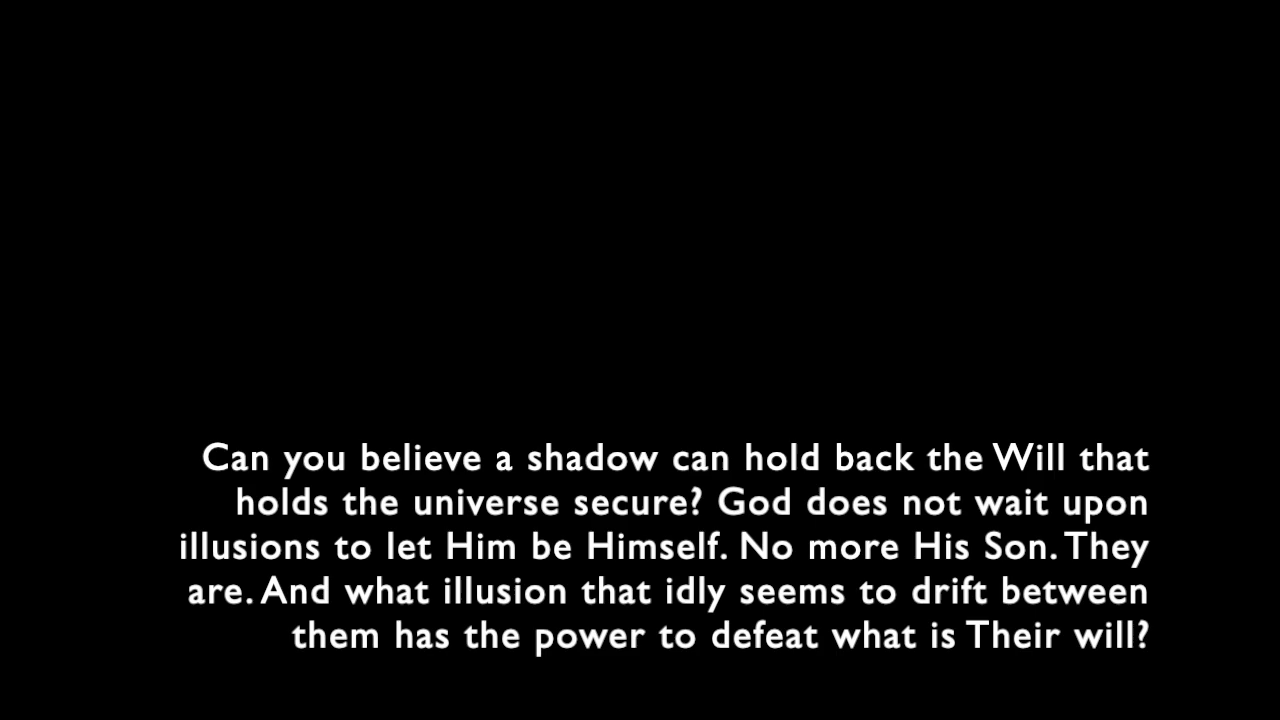 Can you believe a shadow can hold back the Will that
holds the universe secure? God does not wait upon
illusions to let Him be Himself. No more His Son. They
are. And what illusion that idly seems to drift between
them has the power to defeat what is Their will?